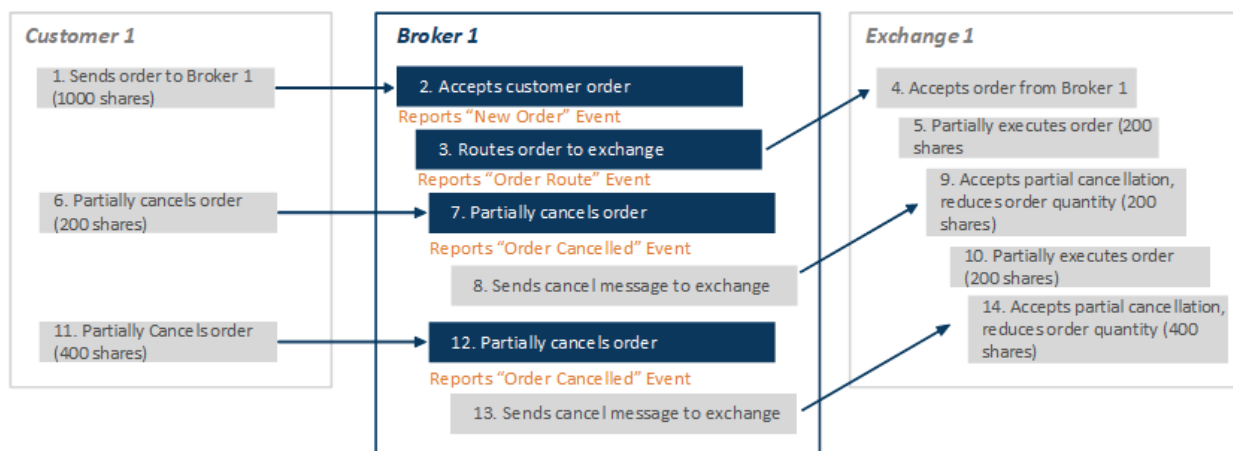 Customer 1
1. Sends order to Broker 1
(1000 shares)
6. Partially cancels order
(200 shares)
11. Partially Cancels order
(400 shares)
Broker 1
2. Accepts customer order
Reports "New Order" Event
3. Routes order to exchange
Reports "Order Route" Event
7. Partially cancels order
Reports "Order Cancelled" Event
8. Sends cancel message to exchange
12. Partially cancels order
Reports "Order Cancelled" Event
13. Sends cancel message to exchange
Exchange 1
4. Accepts order from Broker 1
5. Partially executes order (200
shares
9. Accepts partial cancellation,
reduces order quantity (200
shares)
10. Partially executes order
(200 shares)
14. Accepts partial cancellation,
reduces order quantity (400
shares)